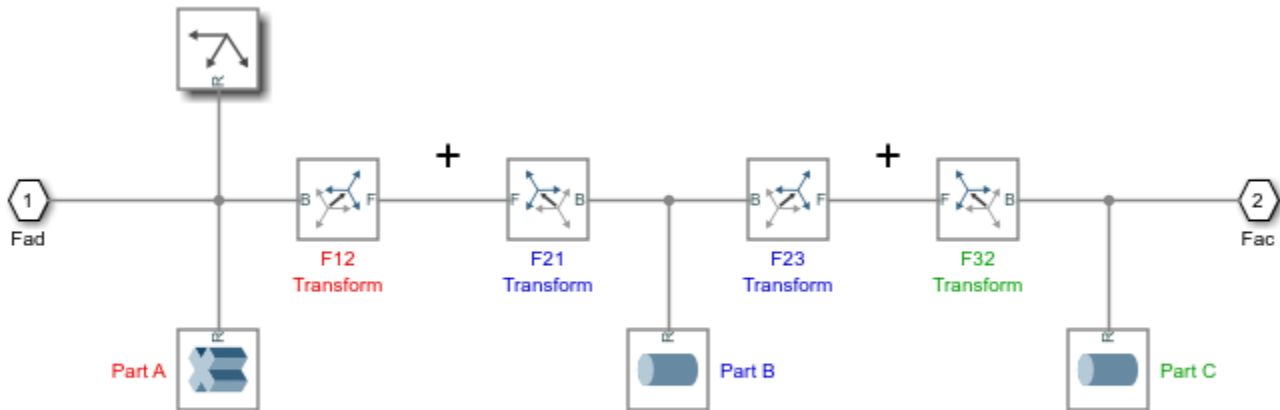 R
+
+
1
B
F
F
B
B
F
F
B
2
Fad
Fac
F12
Transform
F21
Transform
F23
Transform
F32
Transform
R
R
R
Part A
Part B
Part C